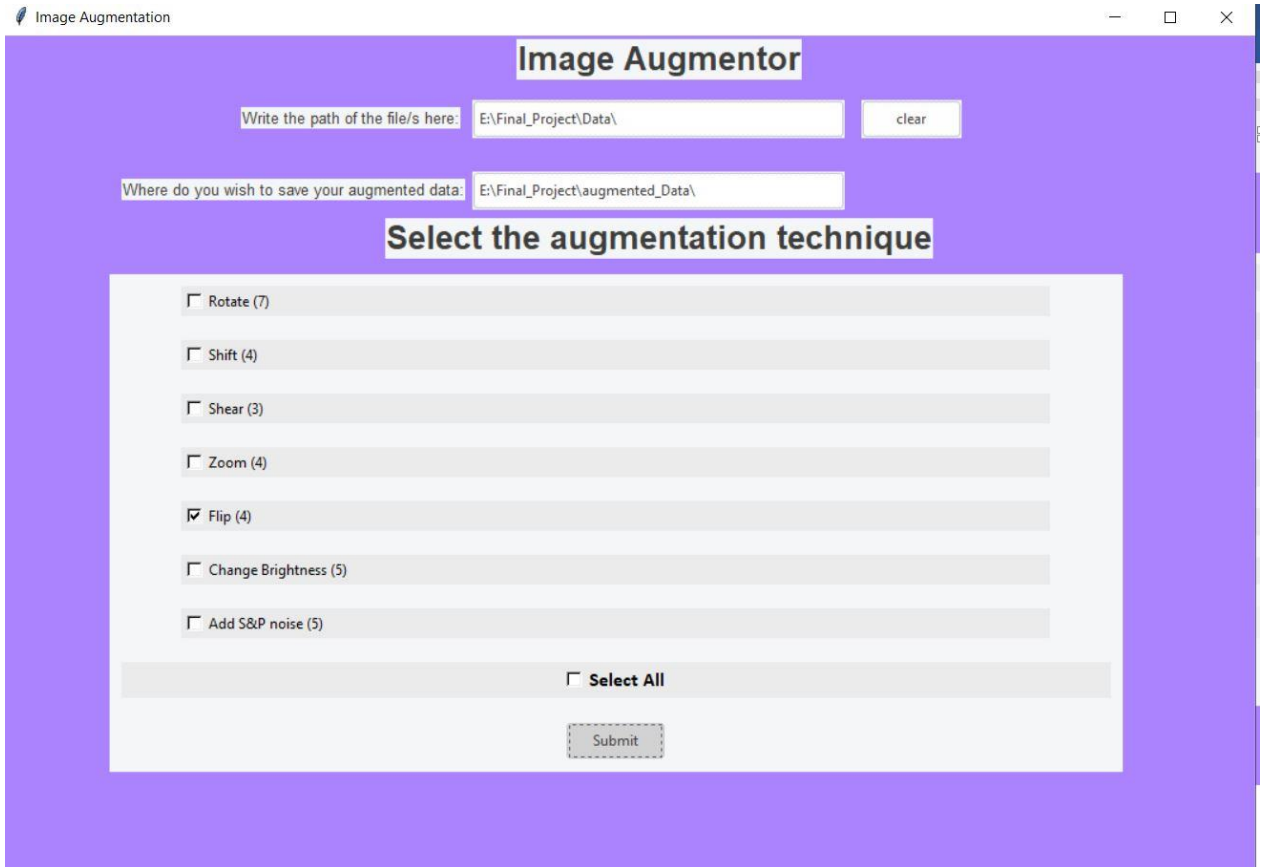 Image Augmentation
Image Augmentor
Write the path of the file/s here: E:\Final_Project\Data\ clear
Where do you wish to save your augmented data: E:\Final_Project\augmented_Data\
Select the augmentation technique
Rotate (7)
Shift (4)
Shear (3)
Zoom (4)
Flip (4)
Change Brightness (5)
Add S&P noise (5)
Select All
Submit